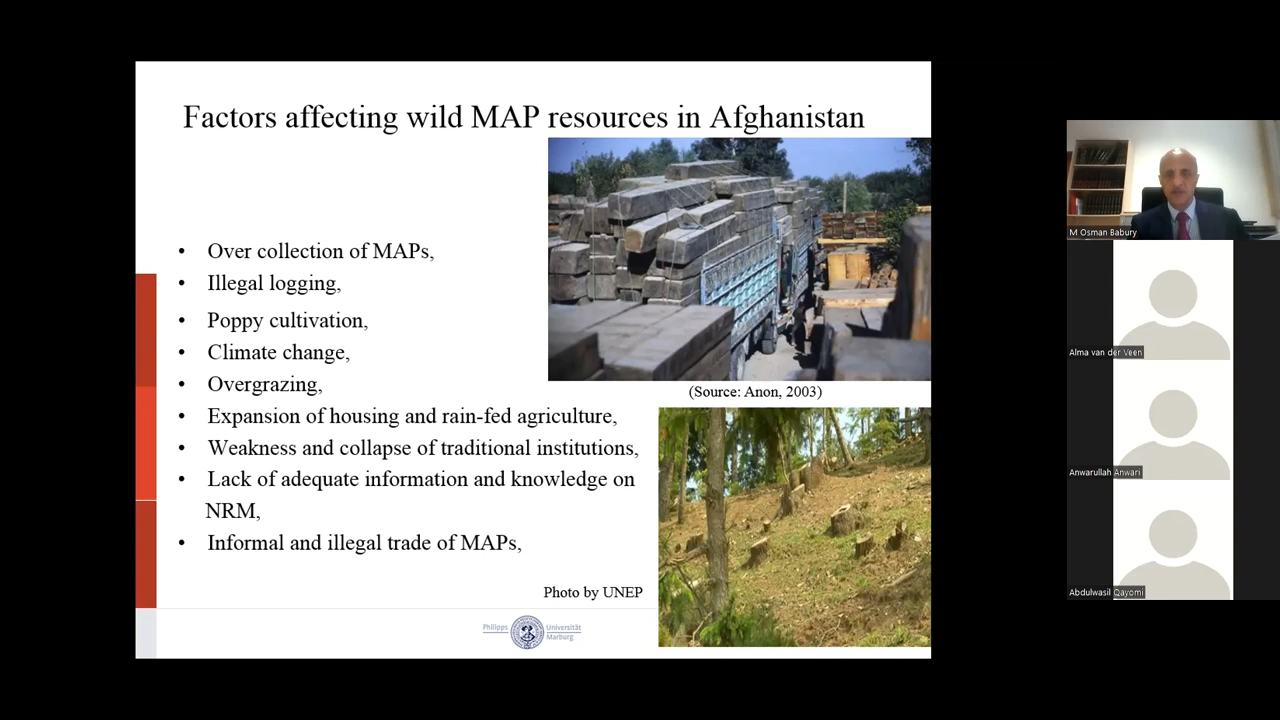 Factors affecting wild MAP resources in Afghanistan
• Over collection of MAPs,
• Illegal logging,
• Poppy cultivation,
• Climate change,
• Overgrazing,
• Expansion of housing and rain-fed agriculture,
• Weakness and collapse of traditional institutions,
• Lack of adequate information and knowledge on
NRM,
• Informal and illegal trade of MAPs,
(Source: Anon, 2003)
Photo by UNEP
Philipps Universität
Marburg
M Osman Babury
Alma van der Veen
Anwarullah Anwari
Abdulwasil Qayomi